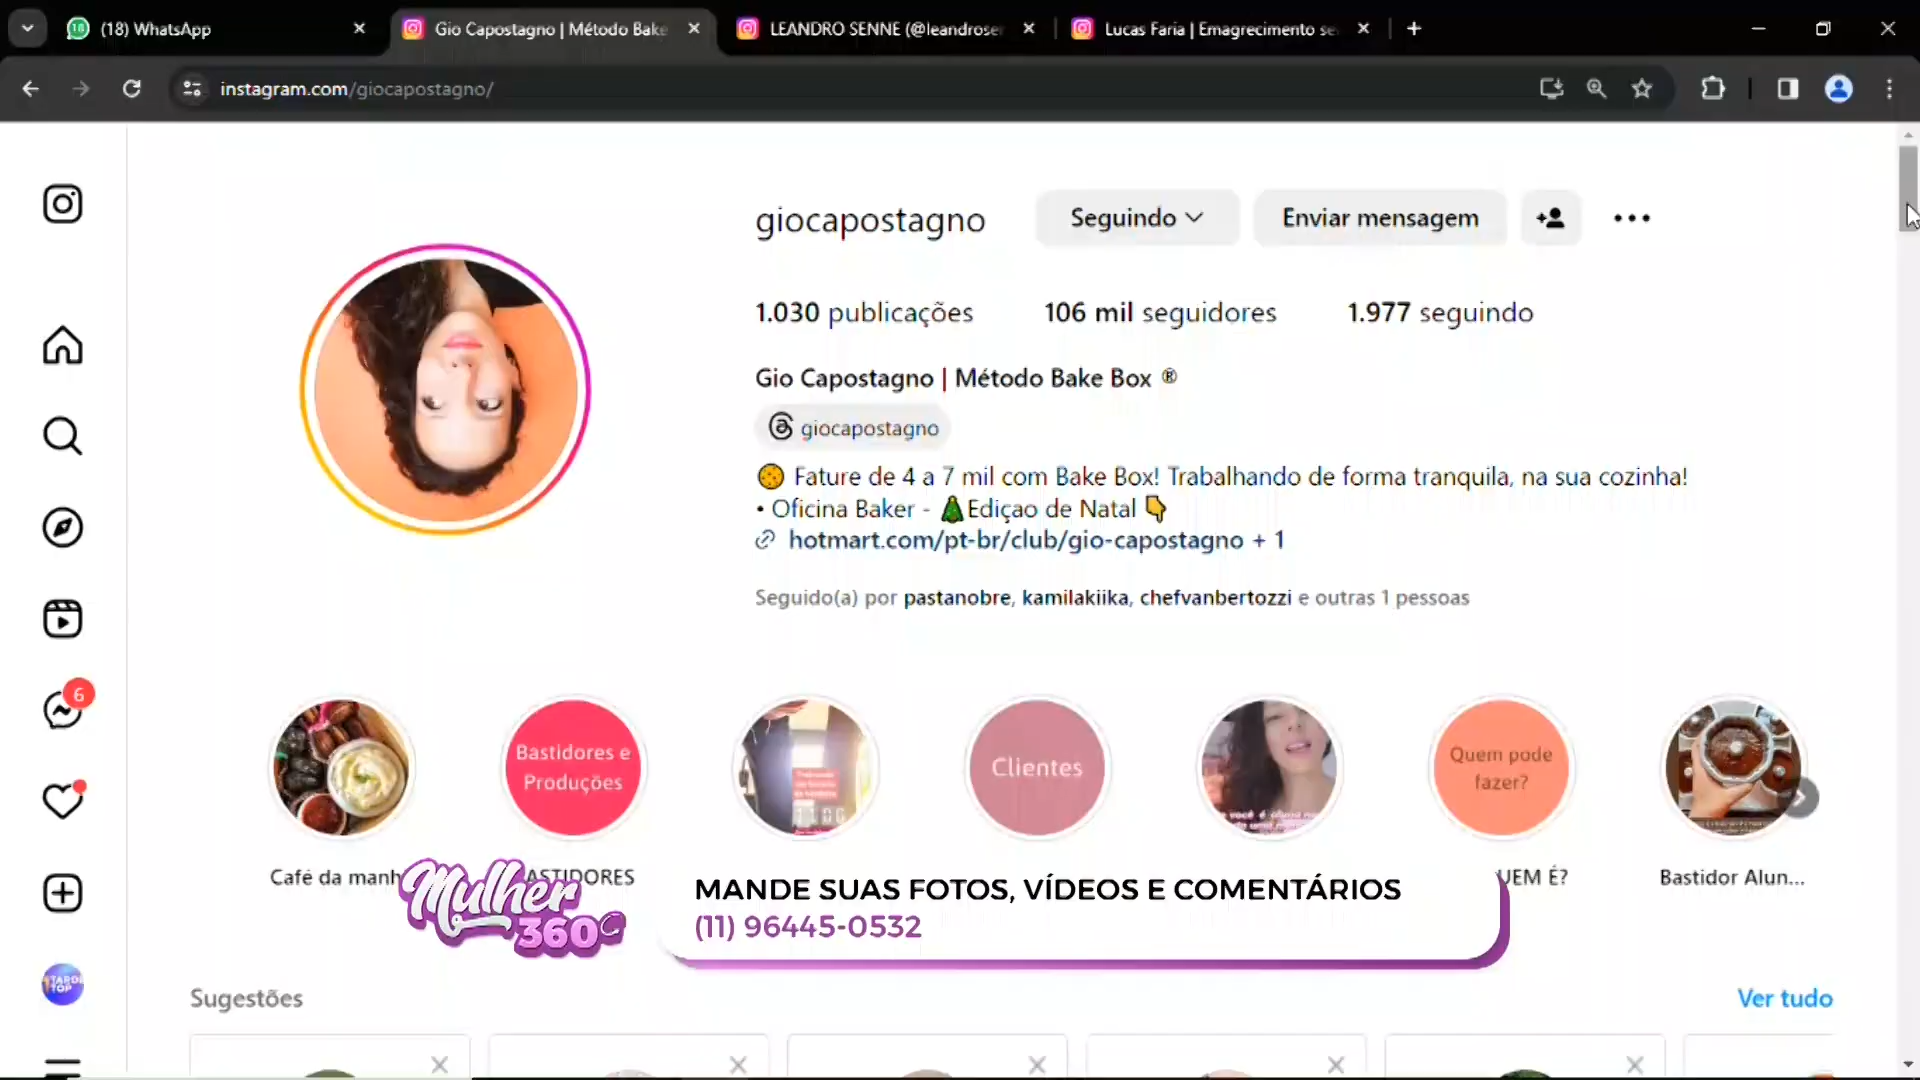 (18) WhatsApp
Gio Capostagno | Método Bake
LEANDRO SENNE (@leandroser
Lucas Faria | Emagrecimento se
instagram.com/giocapostagno/
giocapostagno
Seguindo
Enviar mensagem
1.030 publicações
106 mil seguidores
1.977 seguindo
Gio Capostagno | Método Bake Box ®
giocapostagno
🍪 Fature de 4 a 7 mil com Bake Box! Trabalhando de forma tranquila, na sua cozinha!
• Oficina Baker - 🎄Ediçao de Natal 👇
hotmart.com/pt-br/club/gio-capostagno + 1
Seguido(a) por pastanobre, kamilakiika, chefvanbertozzi e outras 1 pessoas
6
Bastidores e
Produções
Clientes
Quem pode
fazer?
Café da manh
ASTIDORES
UEM É?
Bastidor Alun...
Mulher
360
MANDE SUAS FOTOS, VÍDEOS E COMENTÁRIOS
(11) 96445-0532
Sugestões
Ver tudo